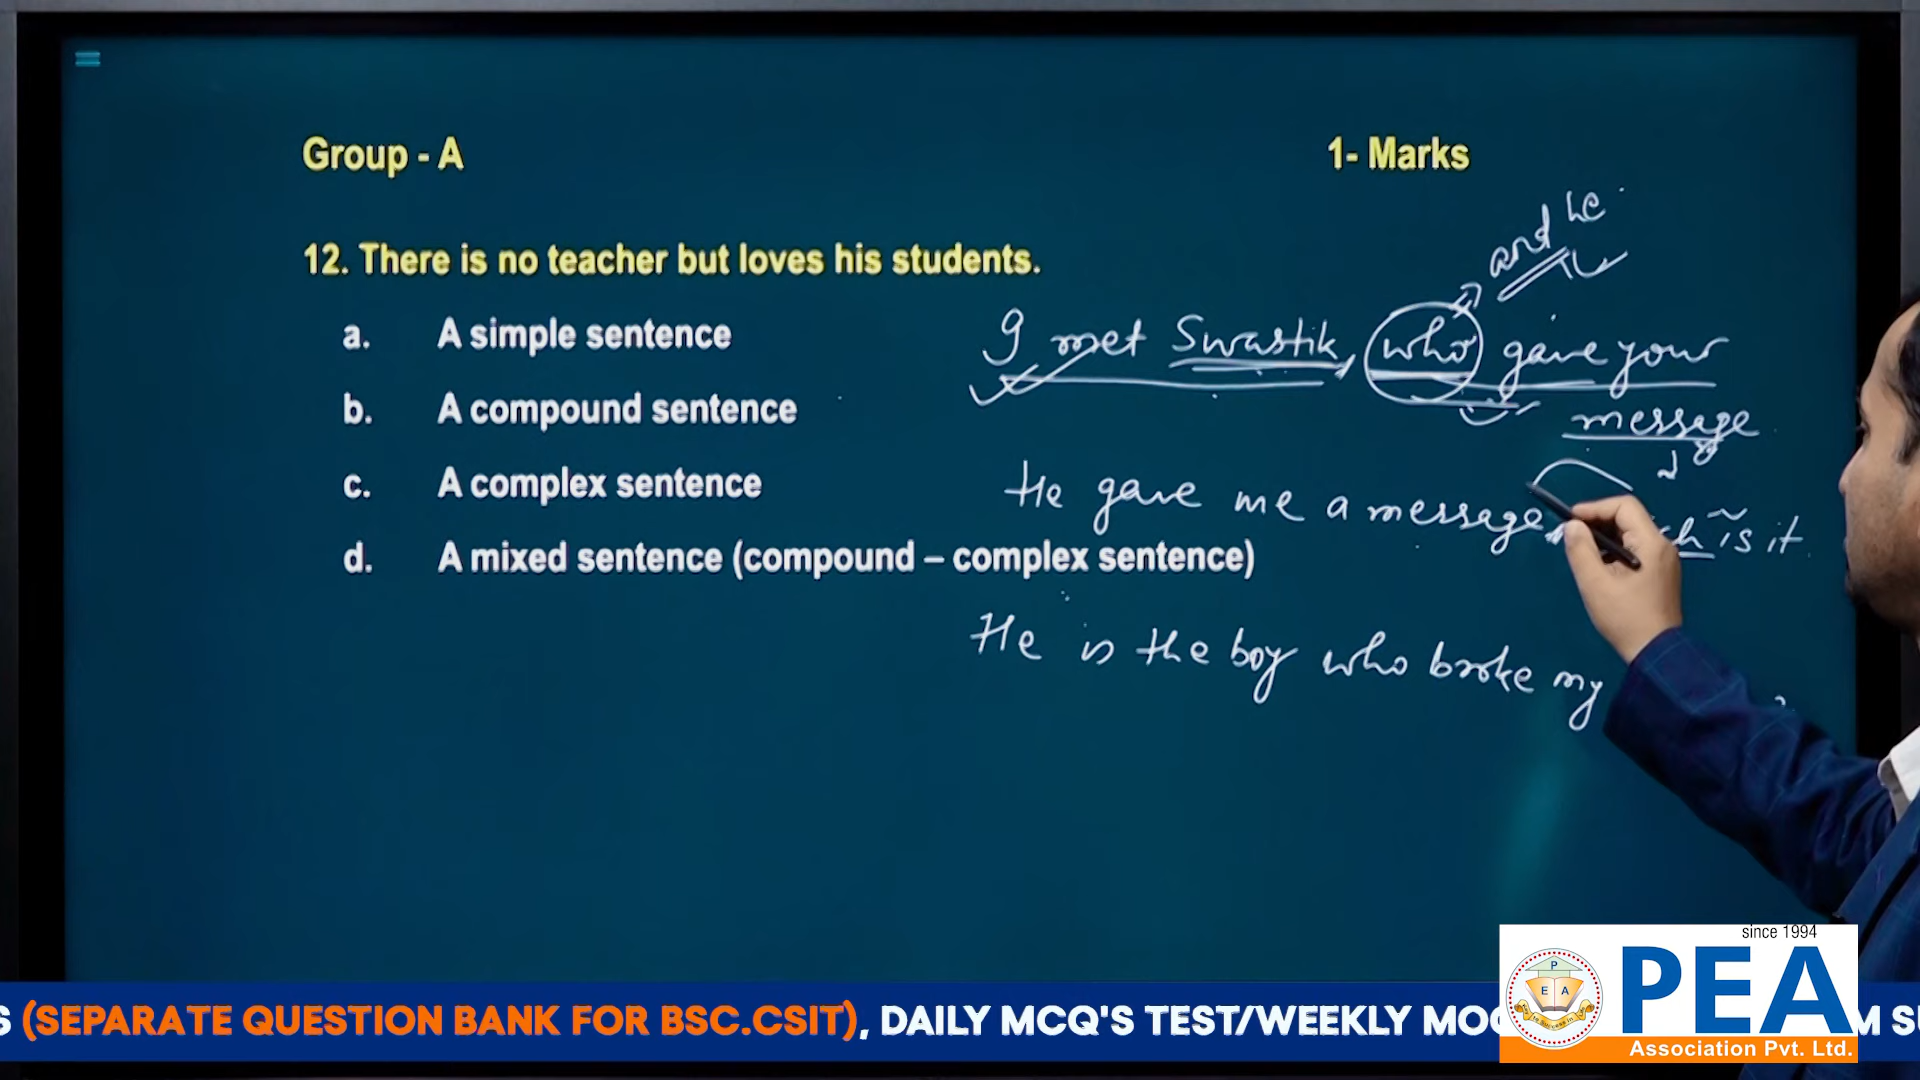 Group - A
1- Marks
12. There is no teacher but loves his students.
a. A simple sentence
b. A compound sentence
c. A complex sentence
d. A mixed sentence (compound – complex sentence)
and he
I met Swastik, who gave your
message
He gave me a message, is it.
He is the boy who broke my
S (SEPARATE QUESTION BANK FOR BSC.CSIT), DAILY MCQ'S TEST/WEEKLY
since 1994
P
E A
PEA
Association Pvt. Ltd.